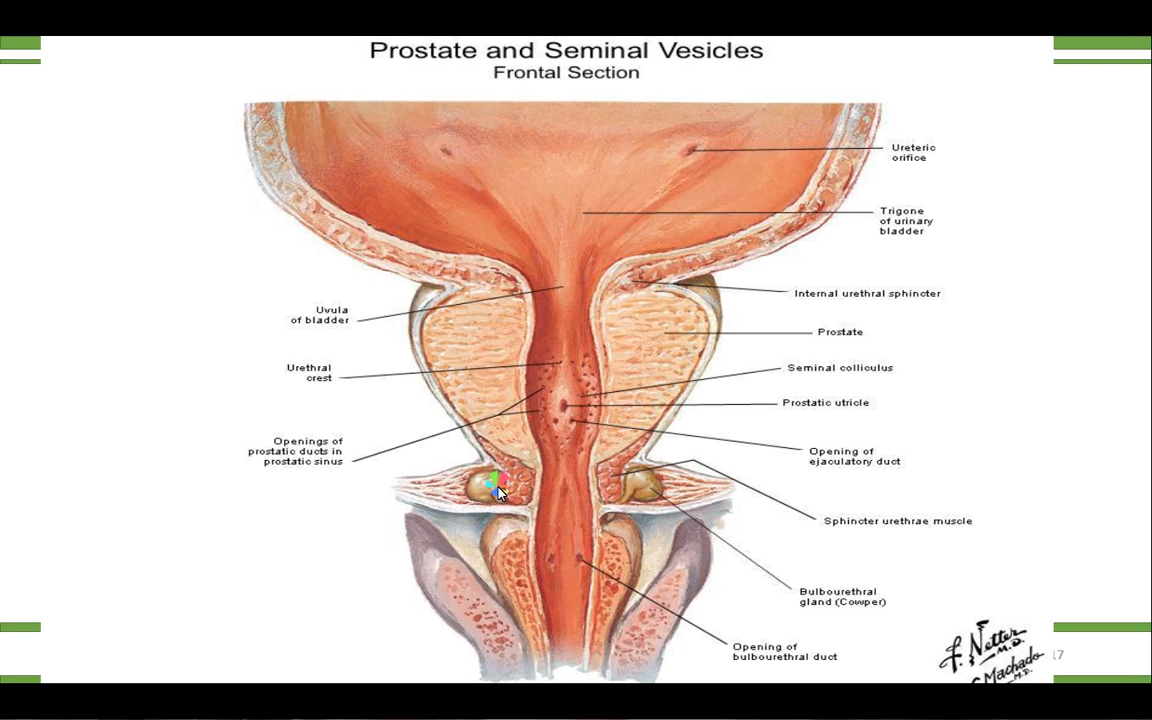 Prostate and Seminal Vesicles
Frontal Section
Ureteric
orifice
Trigone
of urinary
bladder
Internal urethral sphincter
Uvula
of bladder
Prostate
Urethral
crest
Seminal colliculus
Prostatic utricle
Openings of
prostatic ducts in
prostatic sinus
Opening of
ejaculatory duct
Sphincter urethrae muscle
Bulbourethral
gland (Cowper)
Opening of
bulbourethral duct
F. Netter
M.D.
C. Machado
M.D.
17